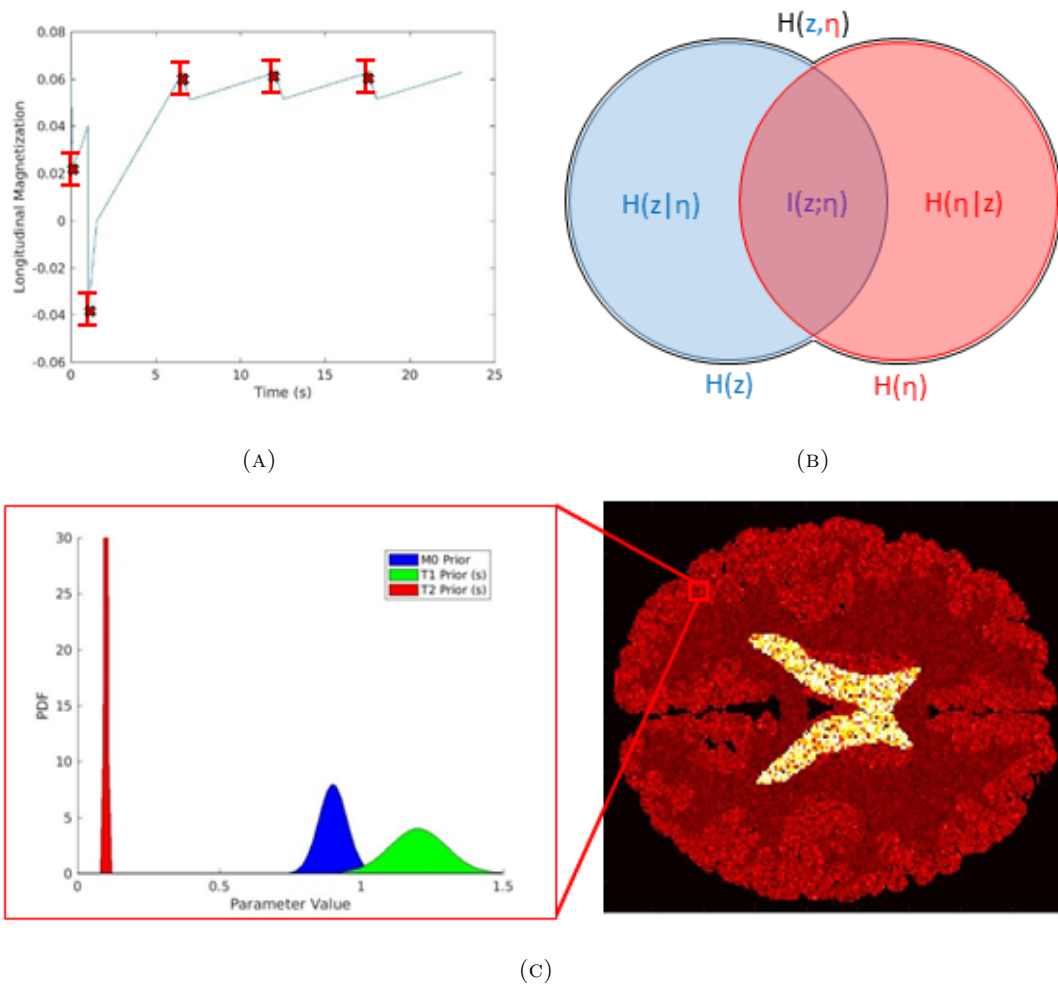 0.08
0.06
0.04
0.02
0
-0.02
-0.04
-0.06
Longitudinal Magnetization
0 5 10 15 20 25
Time (s)
(A)
H(z,η)
H(z|η) I(z;η) H(η|z)
H(z) H(η)
(B)
30
25
20
15
10
5
0
PDF
M0 Prior
T1 Prior (s)
T2 Prior (s)
0 0.5 1 1.5
Parameter Value
(C)